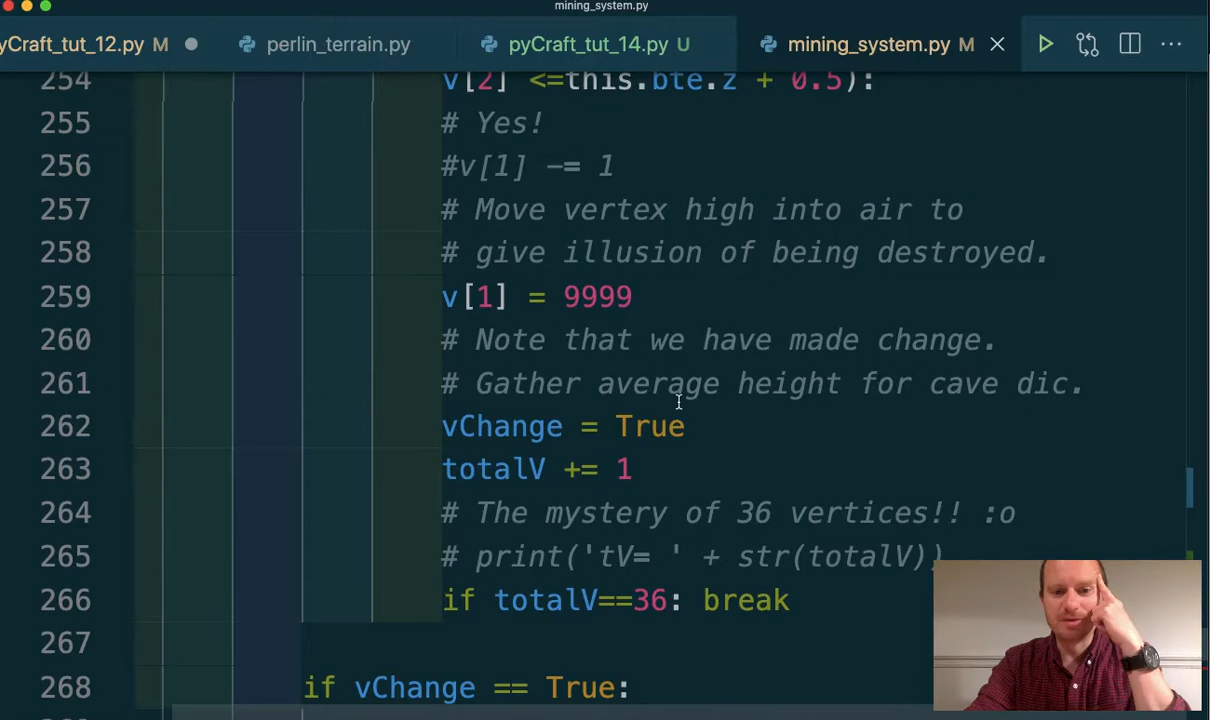 mining_system.py
yCraft_tut_12.py M perlin_terrain.py pyCraft_tut_14.py U mining_system.py M
254 v[2] <=this.bte.z + 0.5):
255 # Yes!
256 #v[1] -= 1
257 # Move vertex high into air to
258 # give illusion of being destroyed.
259 v[1] = 9999
260 # Note that we have made change.
261 # Gather average height for cave dic.
262 vChange = True
263 totalV += 1
264 # The mystery of 36 vertices!! :o
265 # print('tV= ' + str(totalV))
266 if totalV==36: break
267
268 if vChange == True: